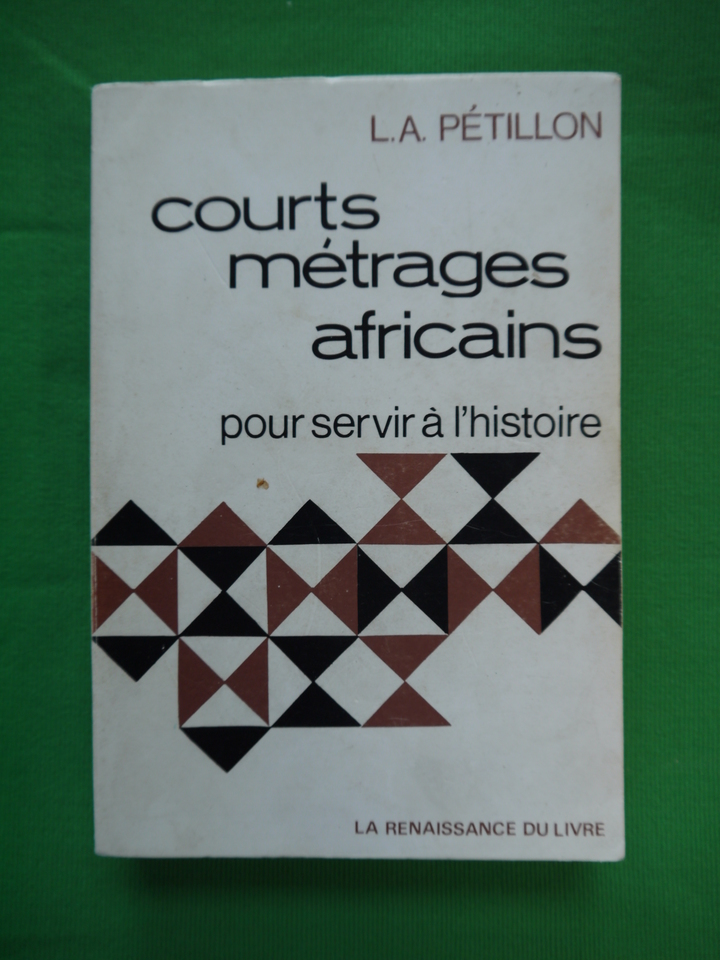 L.A. PÉTILLON
courts
métrages
africains
pour servir à l'histoire
LA RENAISSANCE DU LIVRE